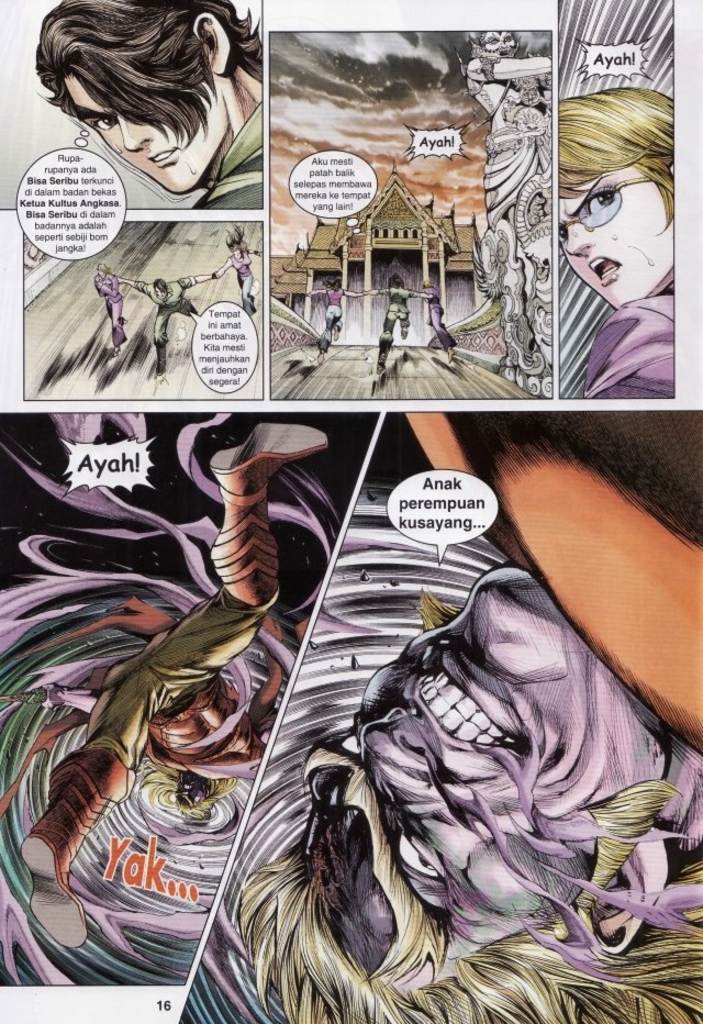 Rupa-
rupanya ada
Bisa Seribu terkunci
di dalam badan bekas
Ketua Kultus Angkasa.
Bisa Seribu di dalam
badannya adalah
seperti sebiji bom
jangka!
Tempat
ini amat
berbahaya.
Kita mesti
menjauhkan
diri dengan
segera!
Aku mesti
patah balik
selepas membawa
mereka ke tempat
yang lain!
Ayah!
Ayah!
Ayah!
Yak...
Anak
perempuan
kusayang...
16